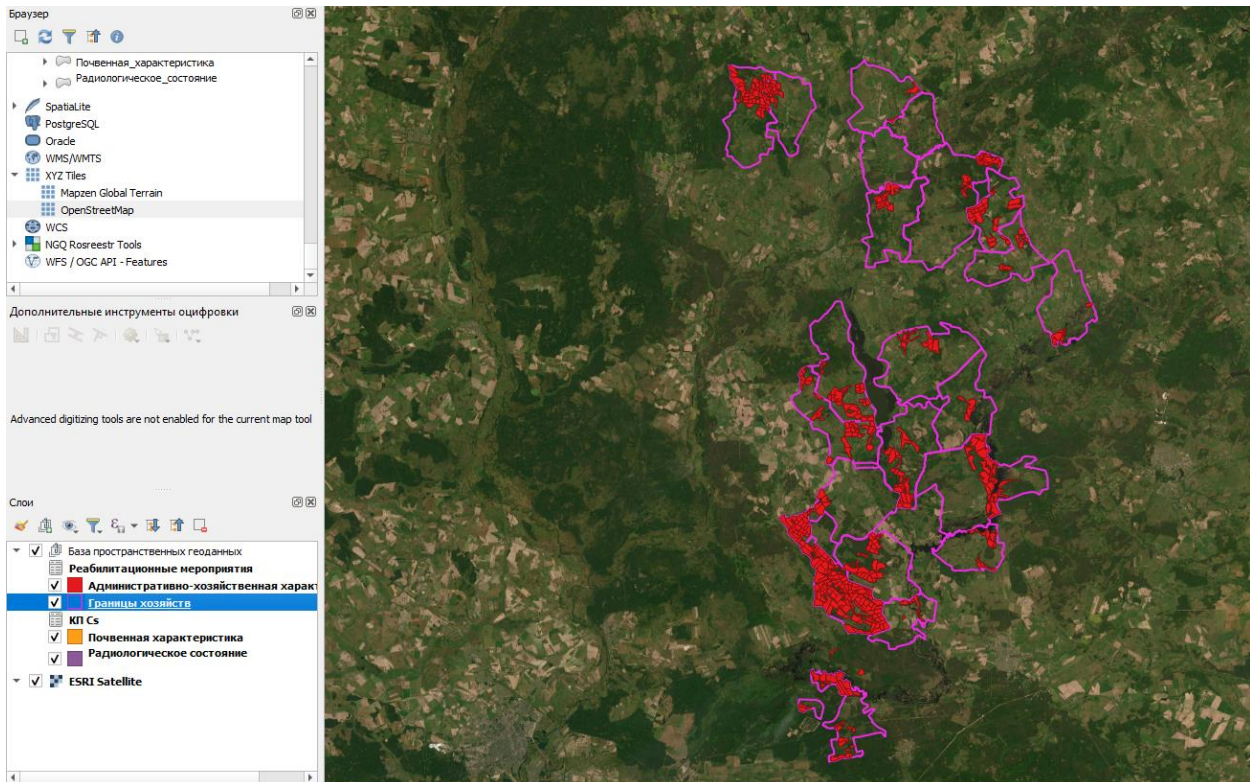 Браузер
Почвенная_характеристика
Радиологическое_состояние
SpatiaLite
PostgreSQL
Oracle
WMS/WMTS
XYZ Tiles
Mapzen Global Terrain
OpenStreetMap
WCS
NGQ Rosreestr Tools
WFS / OGC API - Features
Дополнительные инструменты оцифровки
Advanced digitizing tools are not enabled for the current map tool
Слои
База пространственных геоданных
Реабилитационные мероприятия
Административно-хозяйственная харак
Границы хозяйств
КП Cs
Почвенная характеристика
Радиологическое состояние
ESRI Satellite